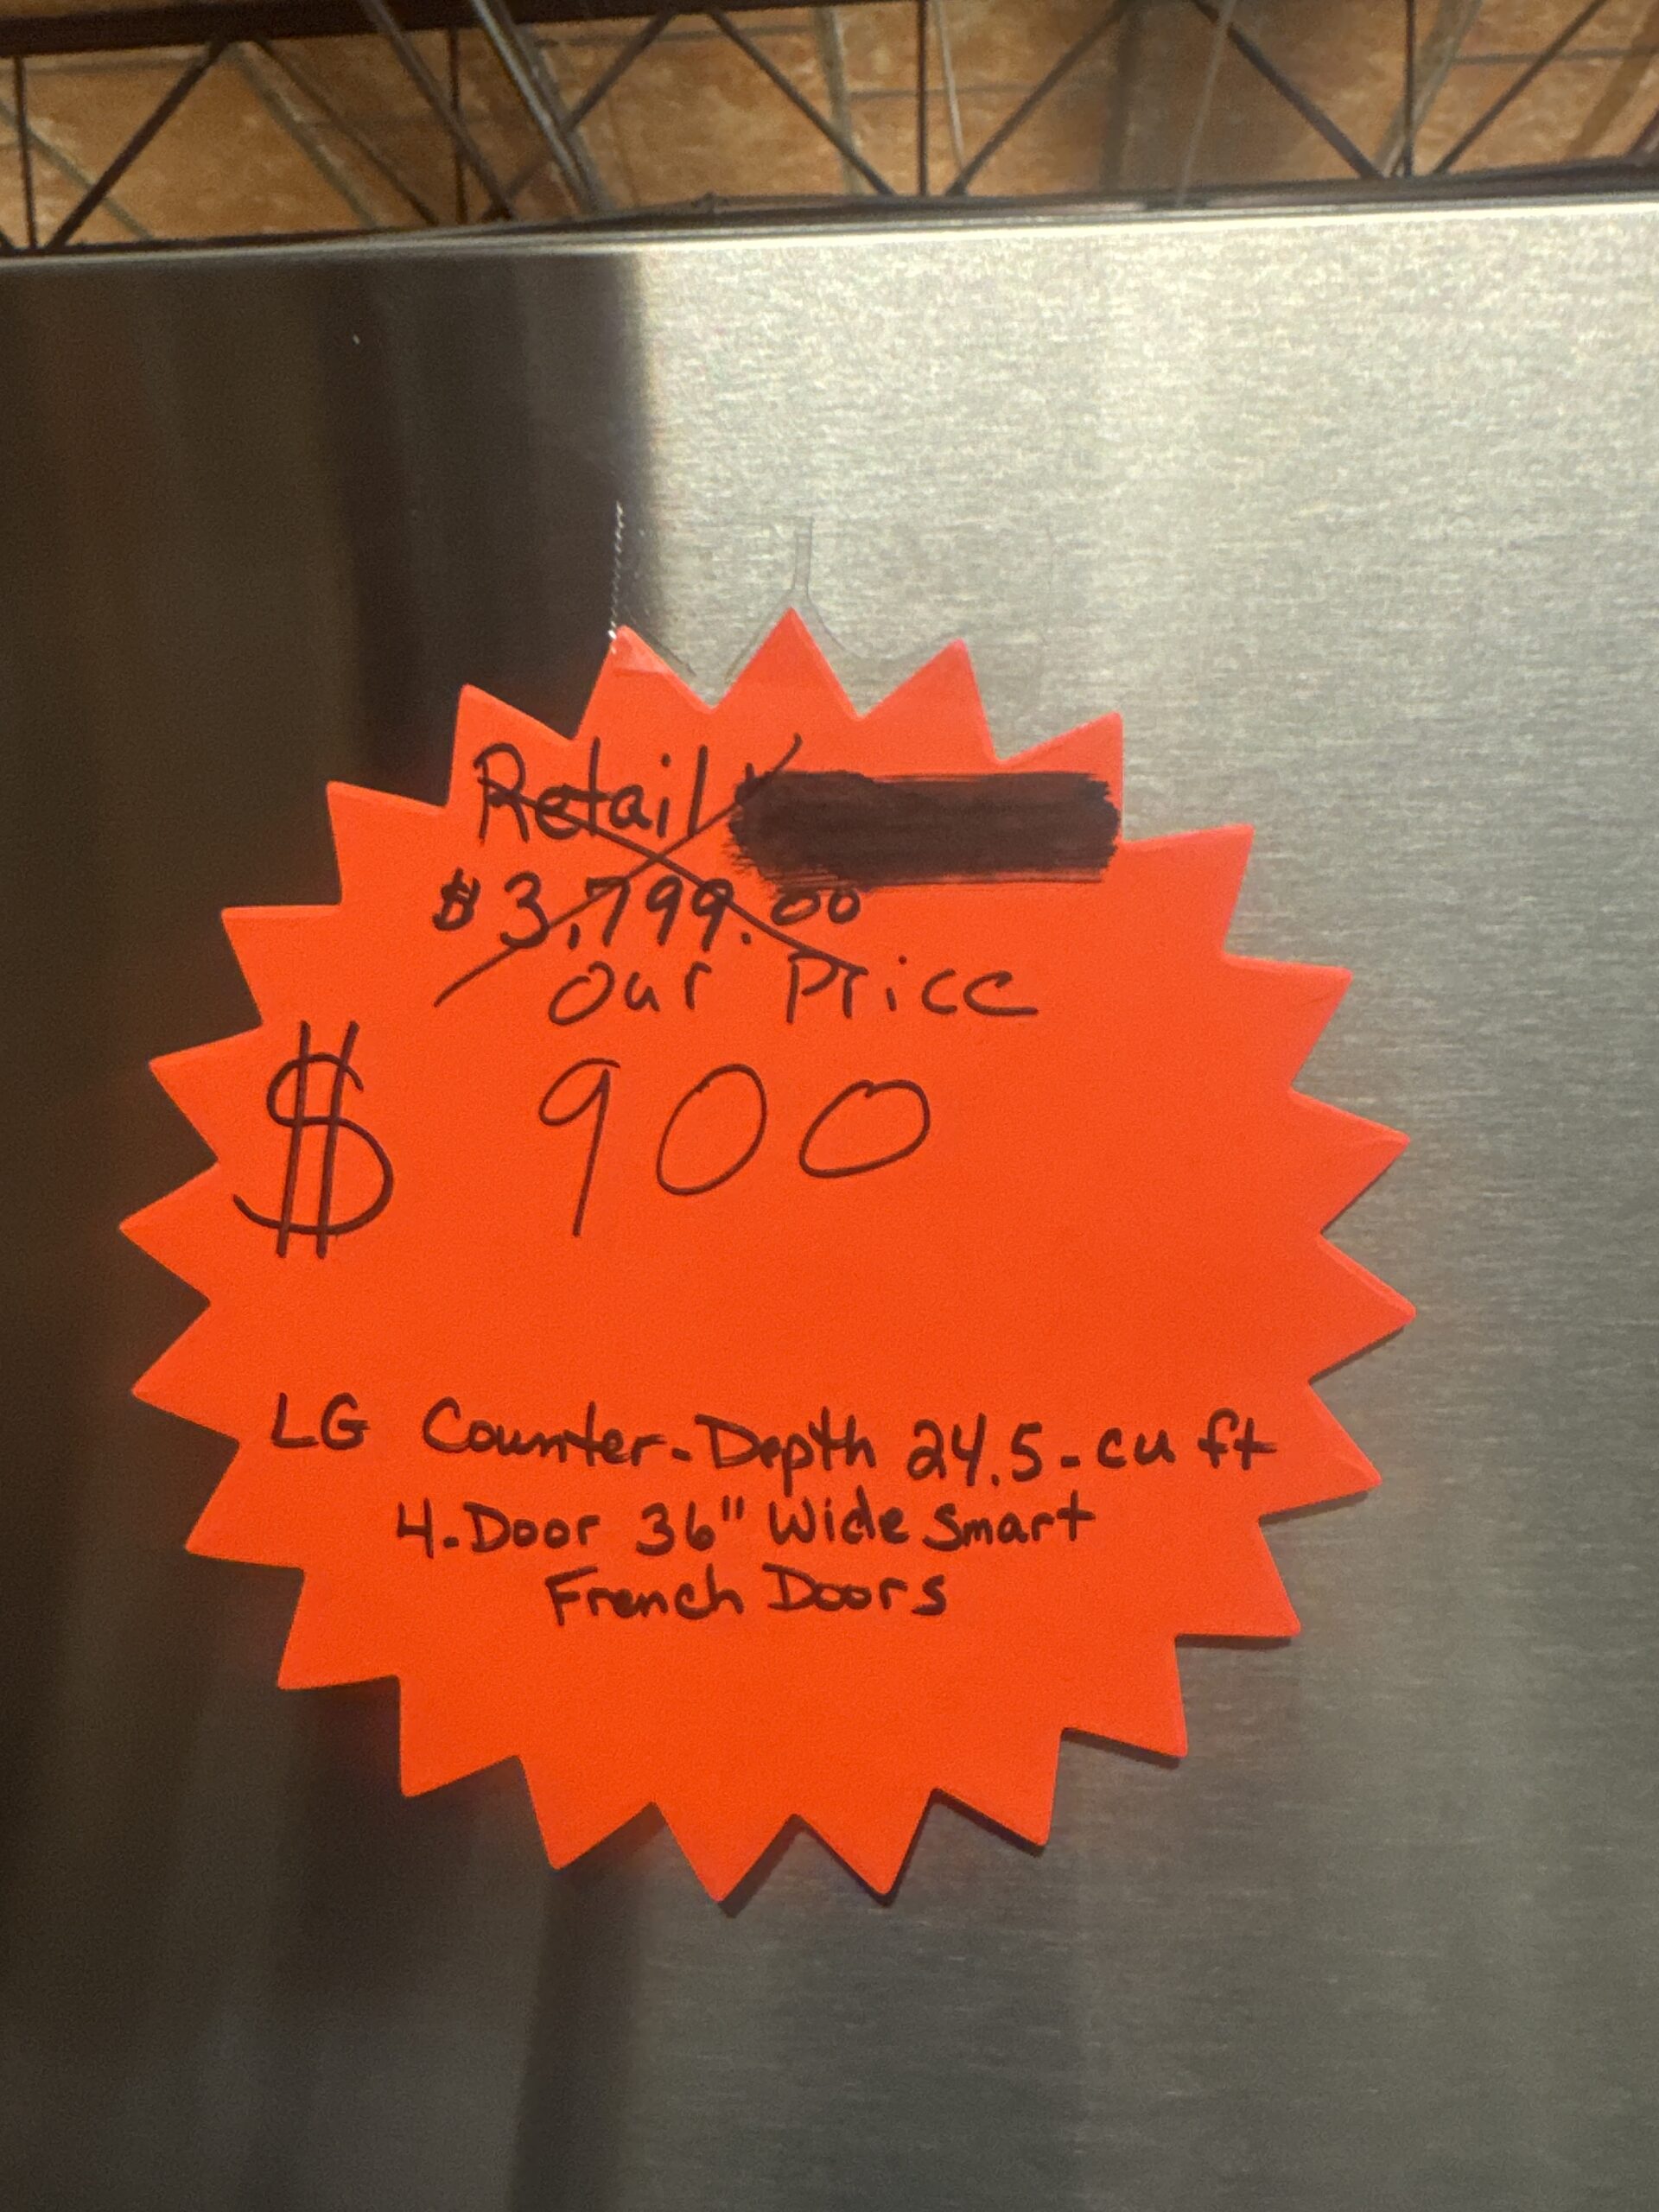 Retail
$3,799.00
Our Price
$ 900
LG Counter-Depth 24.5-cu ft
4-Door 36" Wide Smart
French Doors